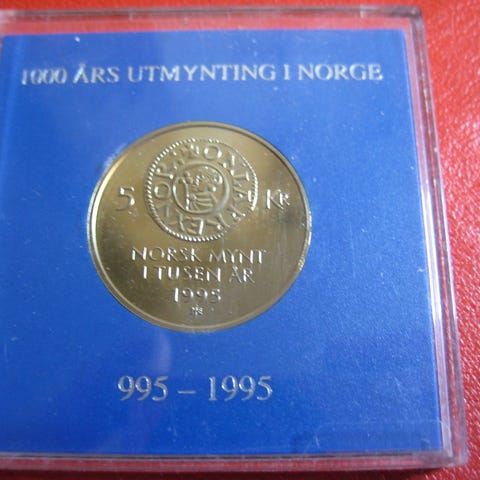 1000 ÅRS UTMYNTING I NORGE
5 KR
NORSK MYNT
I TUSEN ÅR
1995
995 – 1995